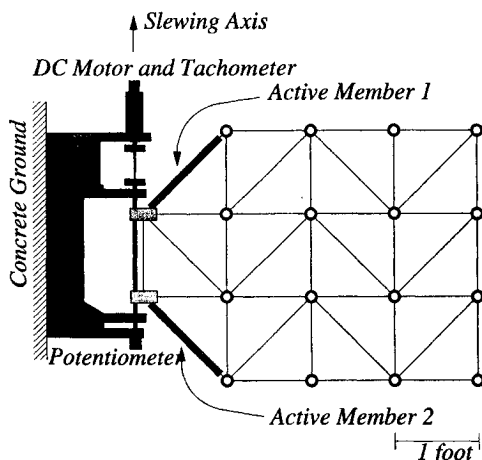 Slewing Axis
DC Motor and Tachometer
Active Member 1
Concrete Ground
Potentiometer
Active Member 2
1 foot